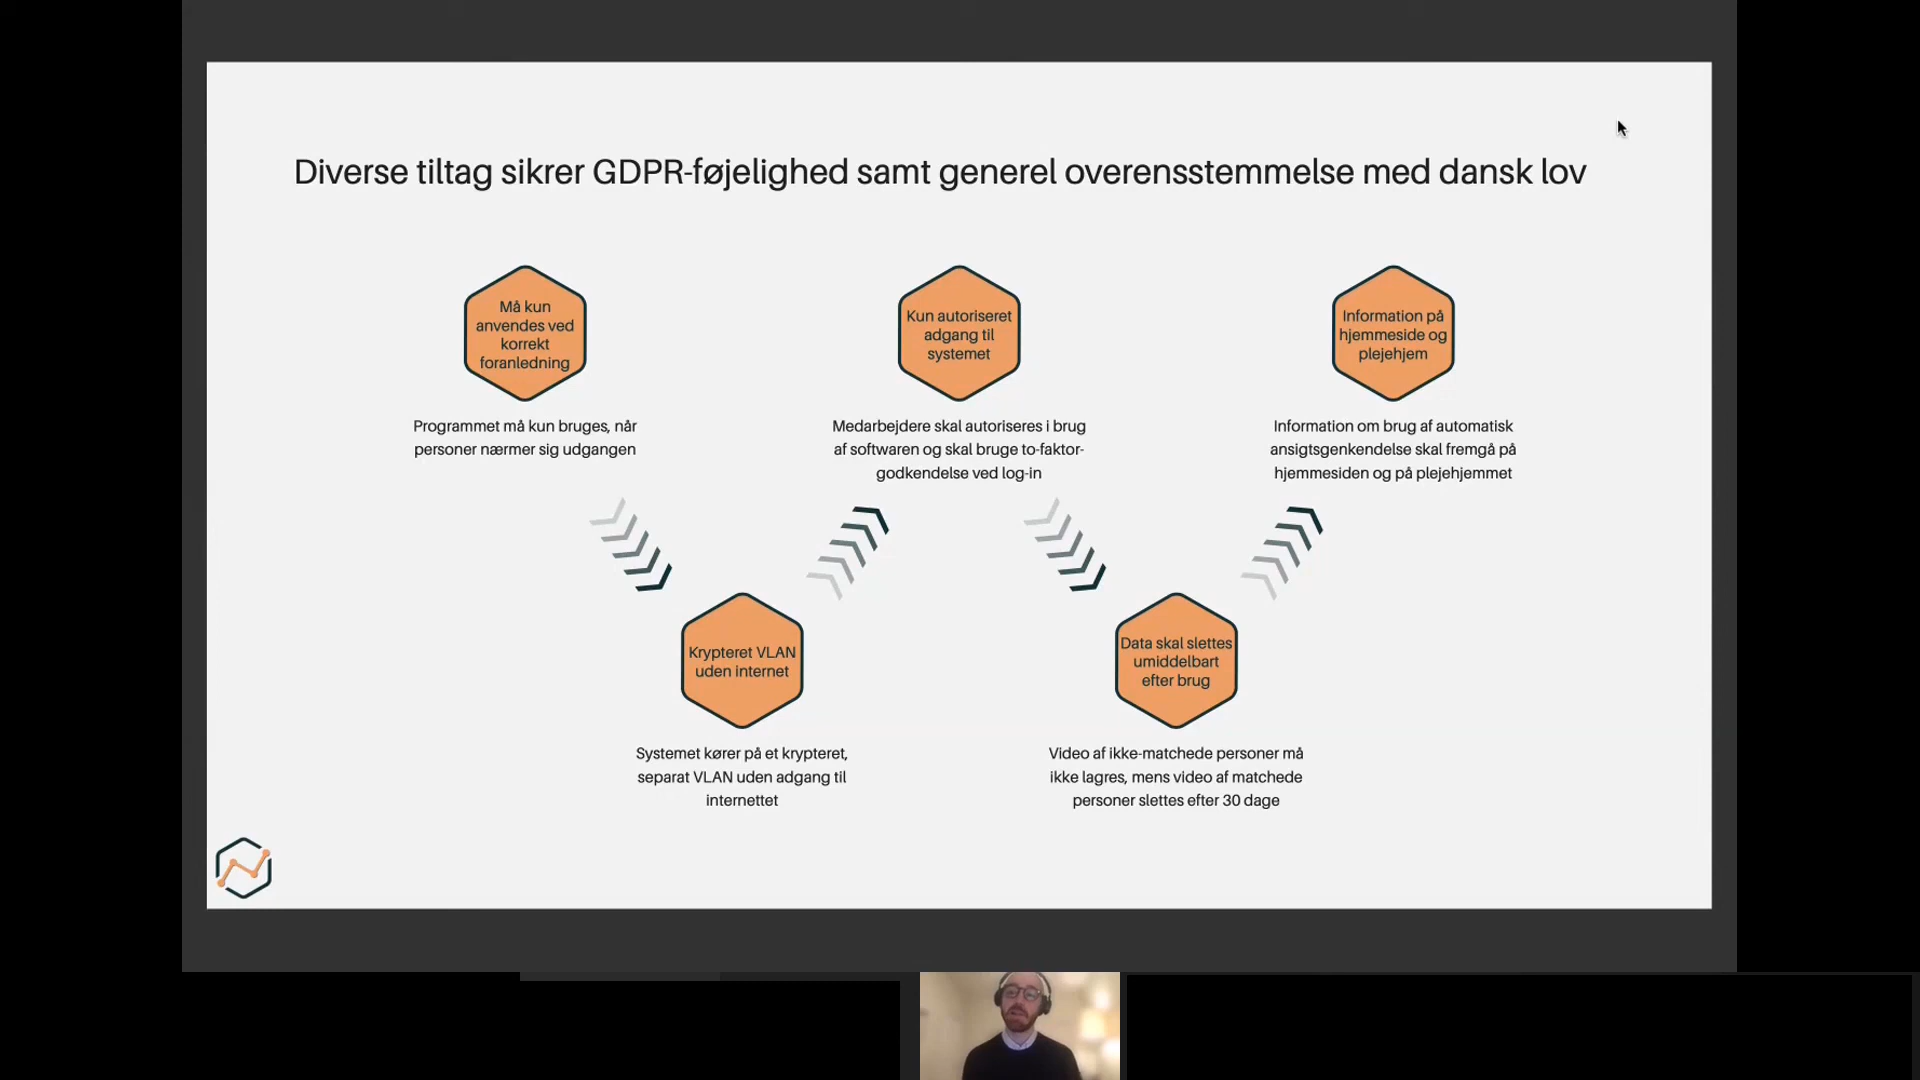 Diverse tiltag sikrer GDPR-føjelighed samt generel overensstemmelse med dansk lov
Må kun
anvendes ved
korrekt
foranledning
Programmet må kun bruges, når
personer nærmer sig udgangen
Krypteret VLAN
uden internet
Systemet kører på et krypteret,
separat VLAN uden adgang til
internettet
Kun autoriseret
adgang til
systemet
Medarbejdere skal autoriseres i brug
af softwaren og skal bruge to-faktor-
godkendelse ved log-in
Data skal slettes
umiddelbart
efter brug
Video af ikke-matchede personer må
ikke lagres, mens video af matchede
personer slettes efter 30 dage
Information på
hjemmeside og
plejehjem
Information om brug af automatisk
ansigtsgenkendelse skal fremgå på
hjemmesiden og på plejehjemmet